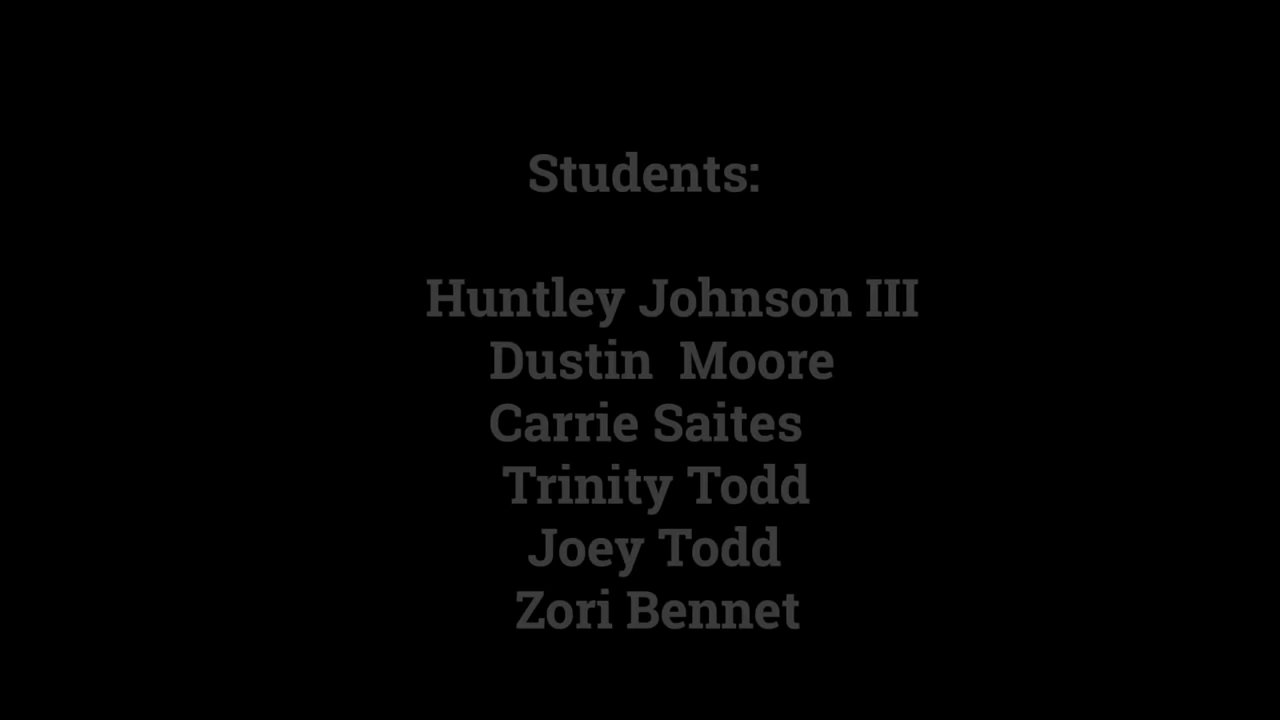 Students:
Huntley Johnson III
Dustin  Moore
Carrie Saites
Trinity Todd
Joey Todd
Zori Bennet